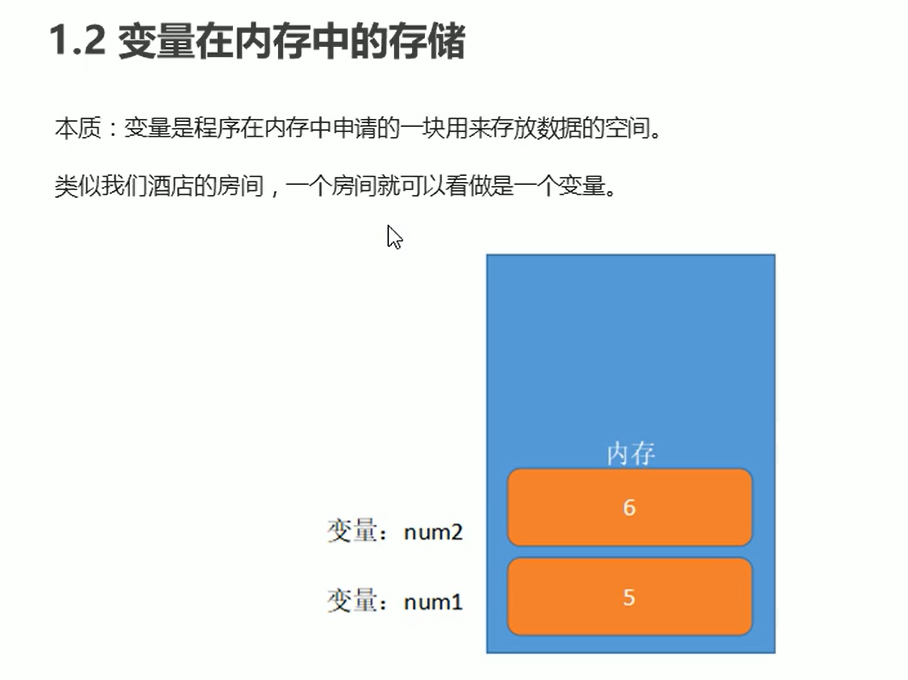 1.2 变量在内存中的存储
本质：变量是程序在内存中申请的一块用来存放数据的空间。
类似我们酒店的房间，一个房间就可以看做是一个变量。
内存
6
变量：num2
5
变量：num1